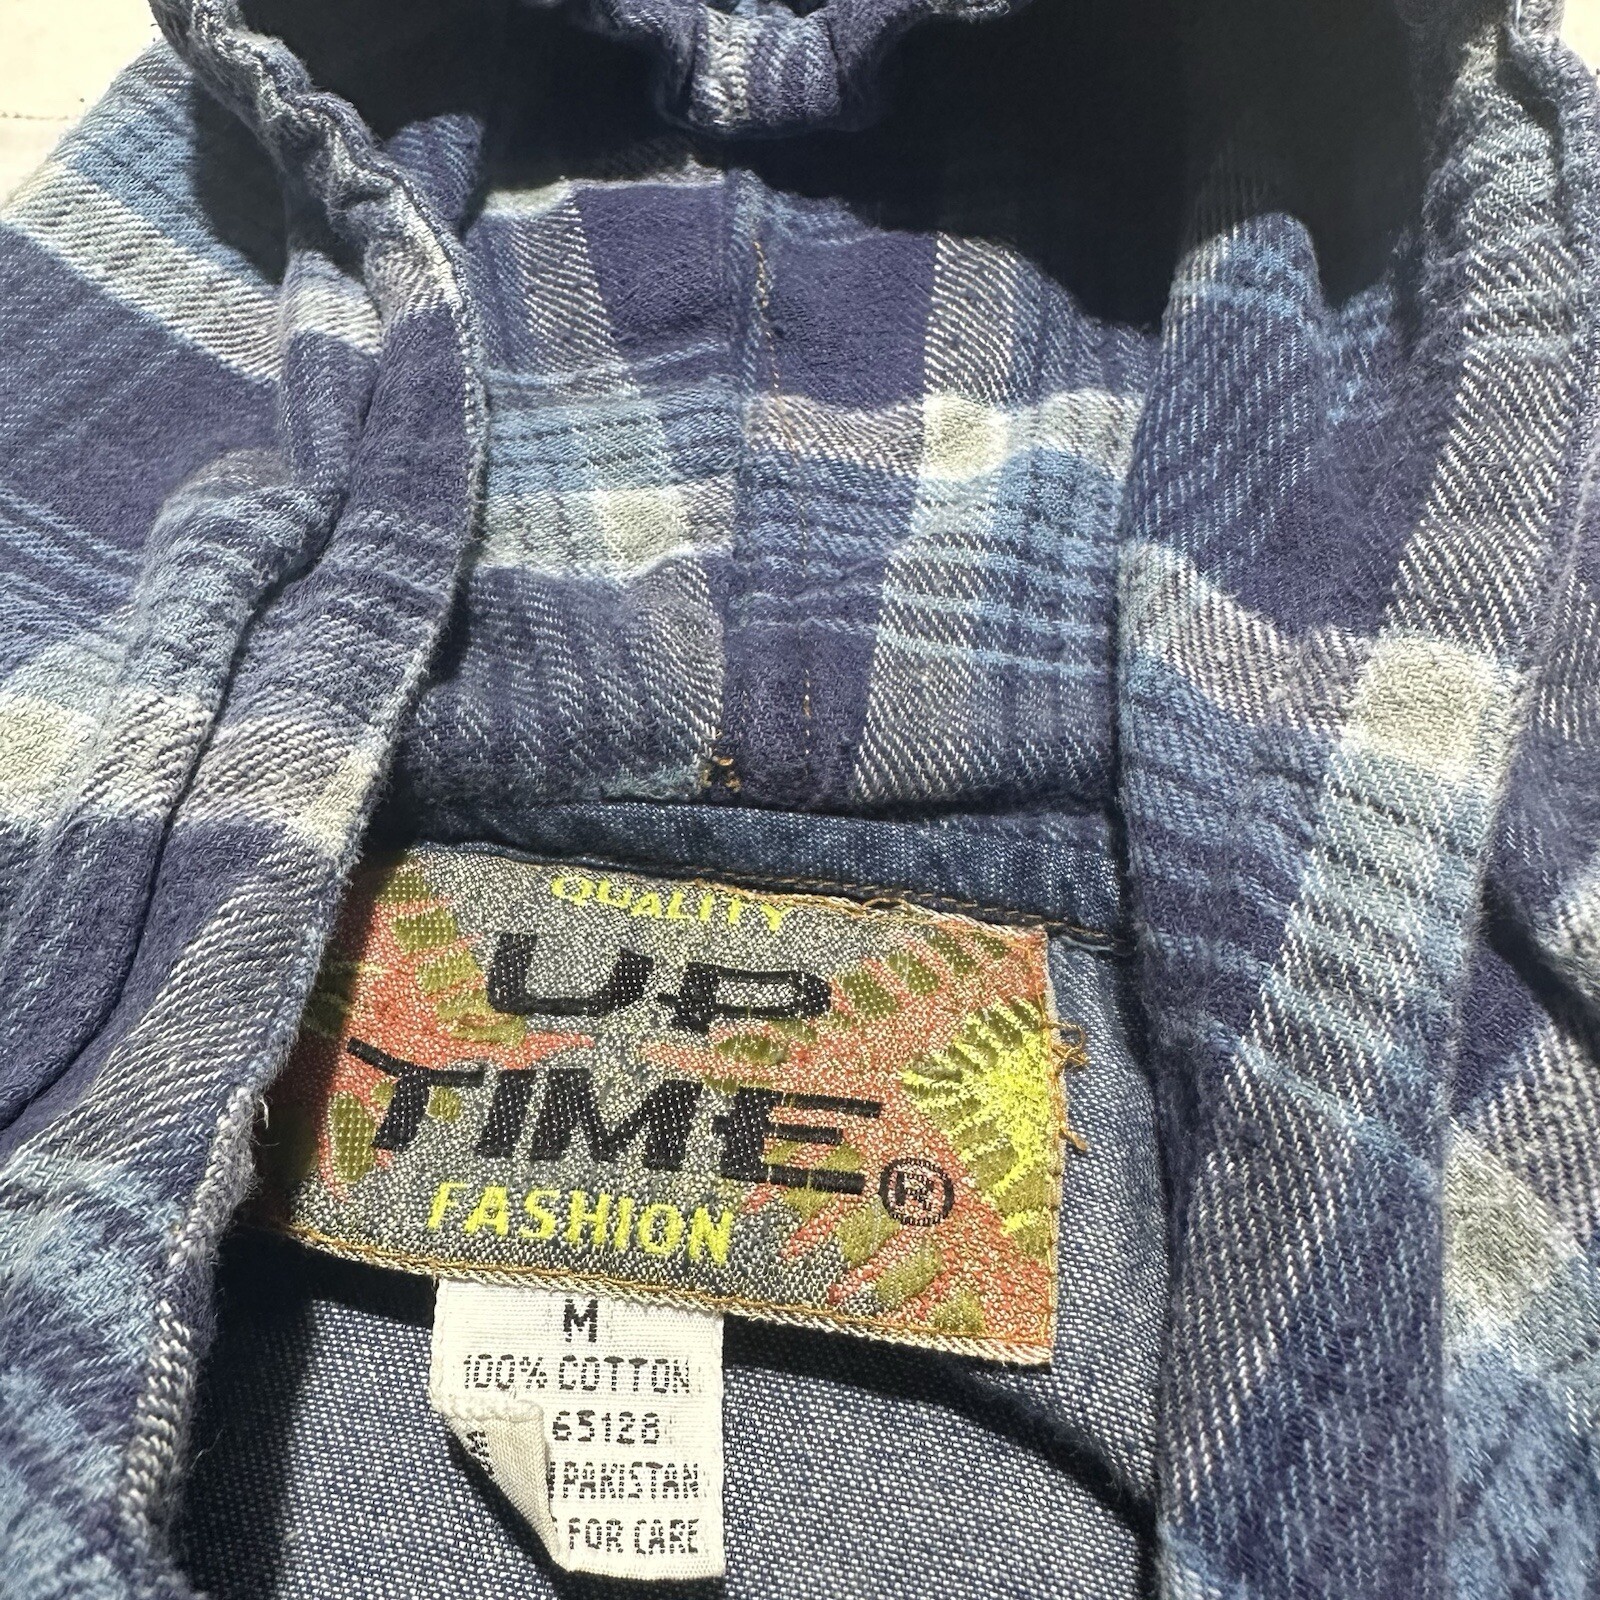 QUALITY
UP
TIME
FASHION
M
100% COTTON
65128
PAKISTAN
FOR CARE